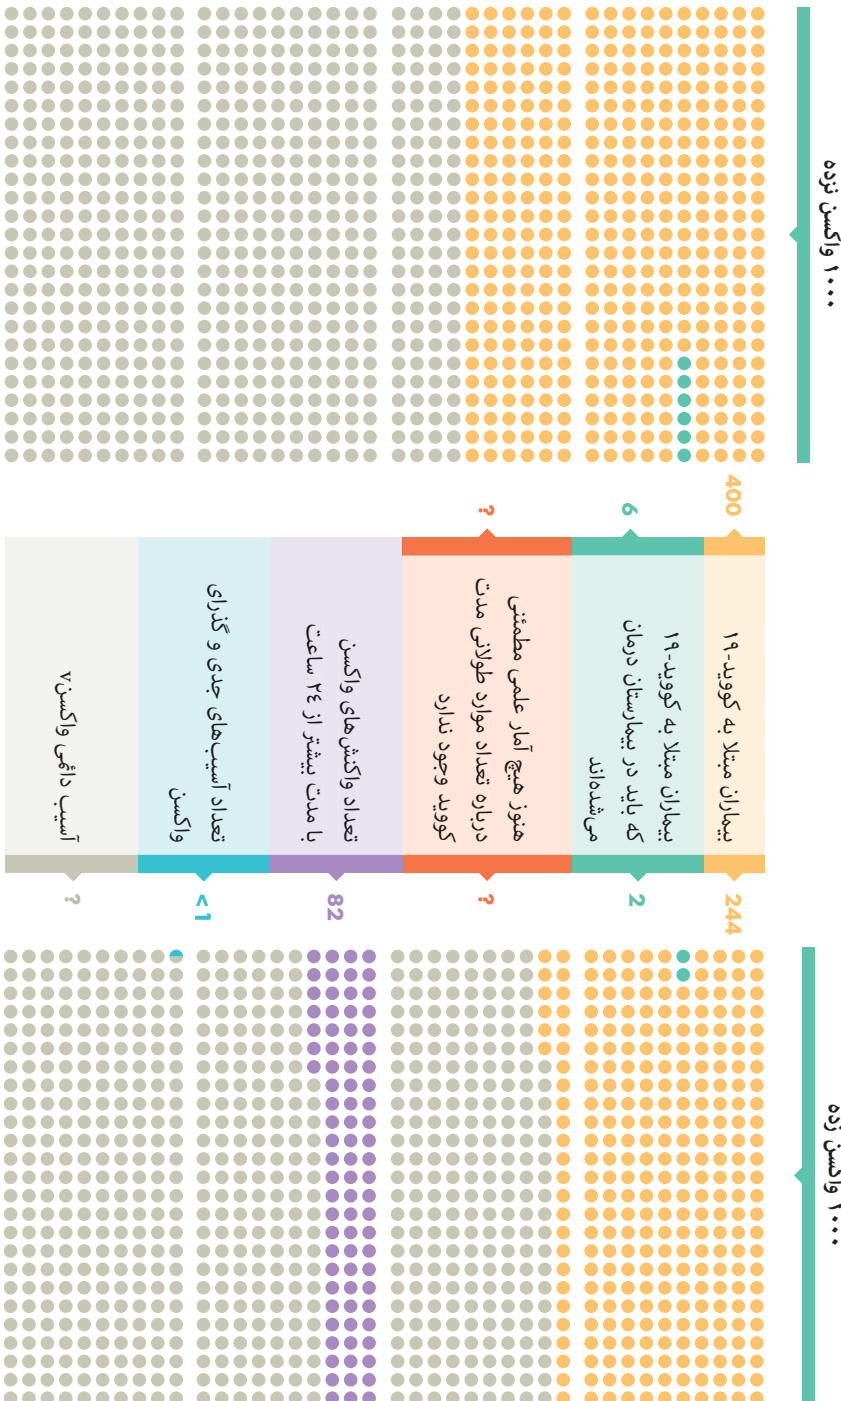 ۱۰۰۰ واکسن زده
۱۰۰۰ واکسن نزده
244
بیماران مبتلا به کووید-۱۹
400
2
بیماران مبتلا به کووید-۱۹
که باید در بیمارستان درمان
می‌شده‌اند
6
?
هنوز هیچ آمار علمی مطمئنی
درباره تعداد موارد طولانی مدت
کووید وجود ندارد
?
82
تعداد واکنش‌های واکسن
با مدت بیشتر از ۲٤ ساعت
<1
تعداد آسیب‌های جدی و گذرای
واکسن
?
آسیب دائمی واکسن۷